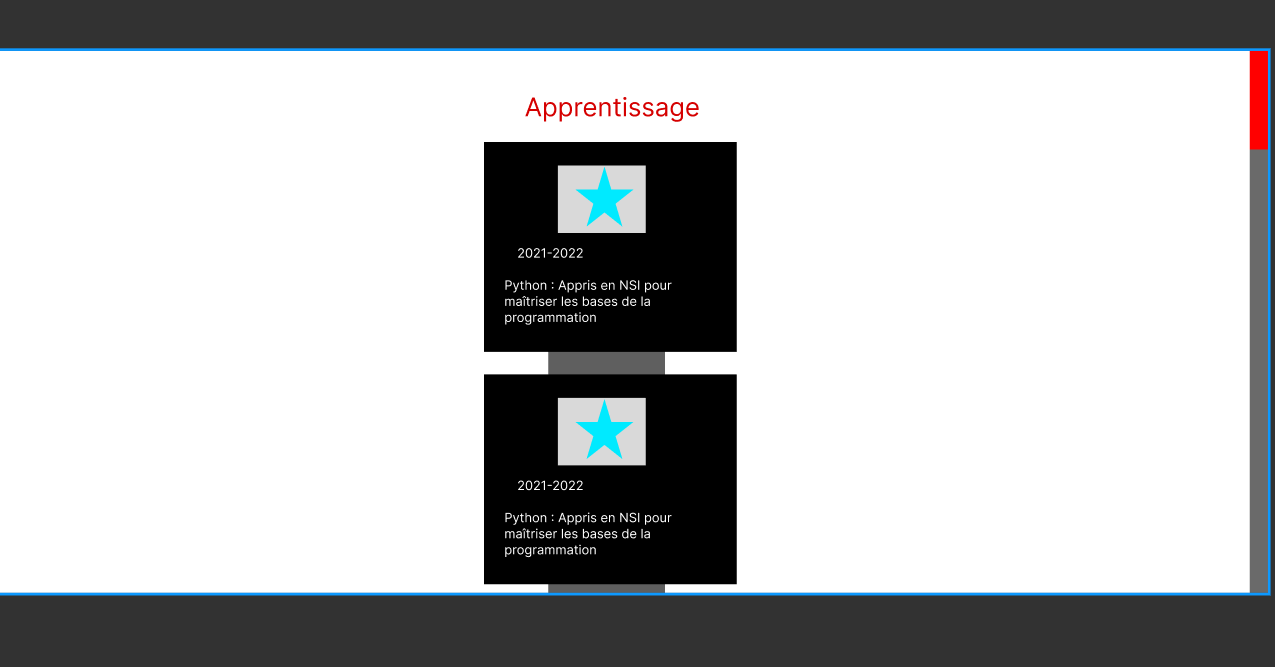 Apprentissage
2021-2022
Python : Appris en NSI pour
maîtriser les bases de la
programmation
2021-2022
Python : Appris en NSI pour
maîtriser les bases de la
programmation